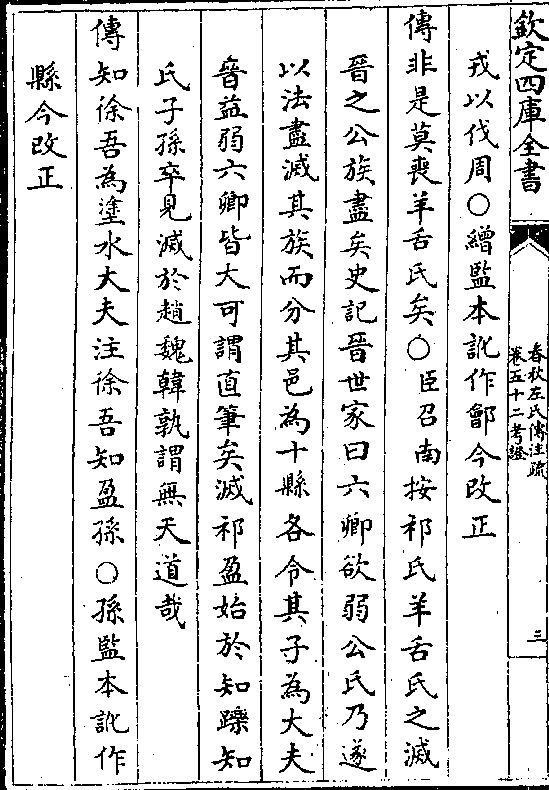 欽定四庫全書
春秋左氏傳注疏
卷五十二考證
三
戎以伐周○繒監本訛作鄫今改正
傳非是莫喪羊舌氏矣○臣召南按祁氏羊舌氏之滅
晉之公族盡矣史記晉世家曰六卿欲弱公氏乃遂
以法盡滅其族而分其邑為十縣各令其子為大夫
晉益弱六卿皆大可謂直筆矣滅祁盈始於知躒知
氏子孫卒見滅於趙魏韓孰謂無天道哉
傳知徐吾為塗水大夫注徐吾知盈孫○孫監本訛作
縣今改正